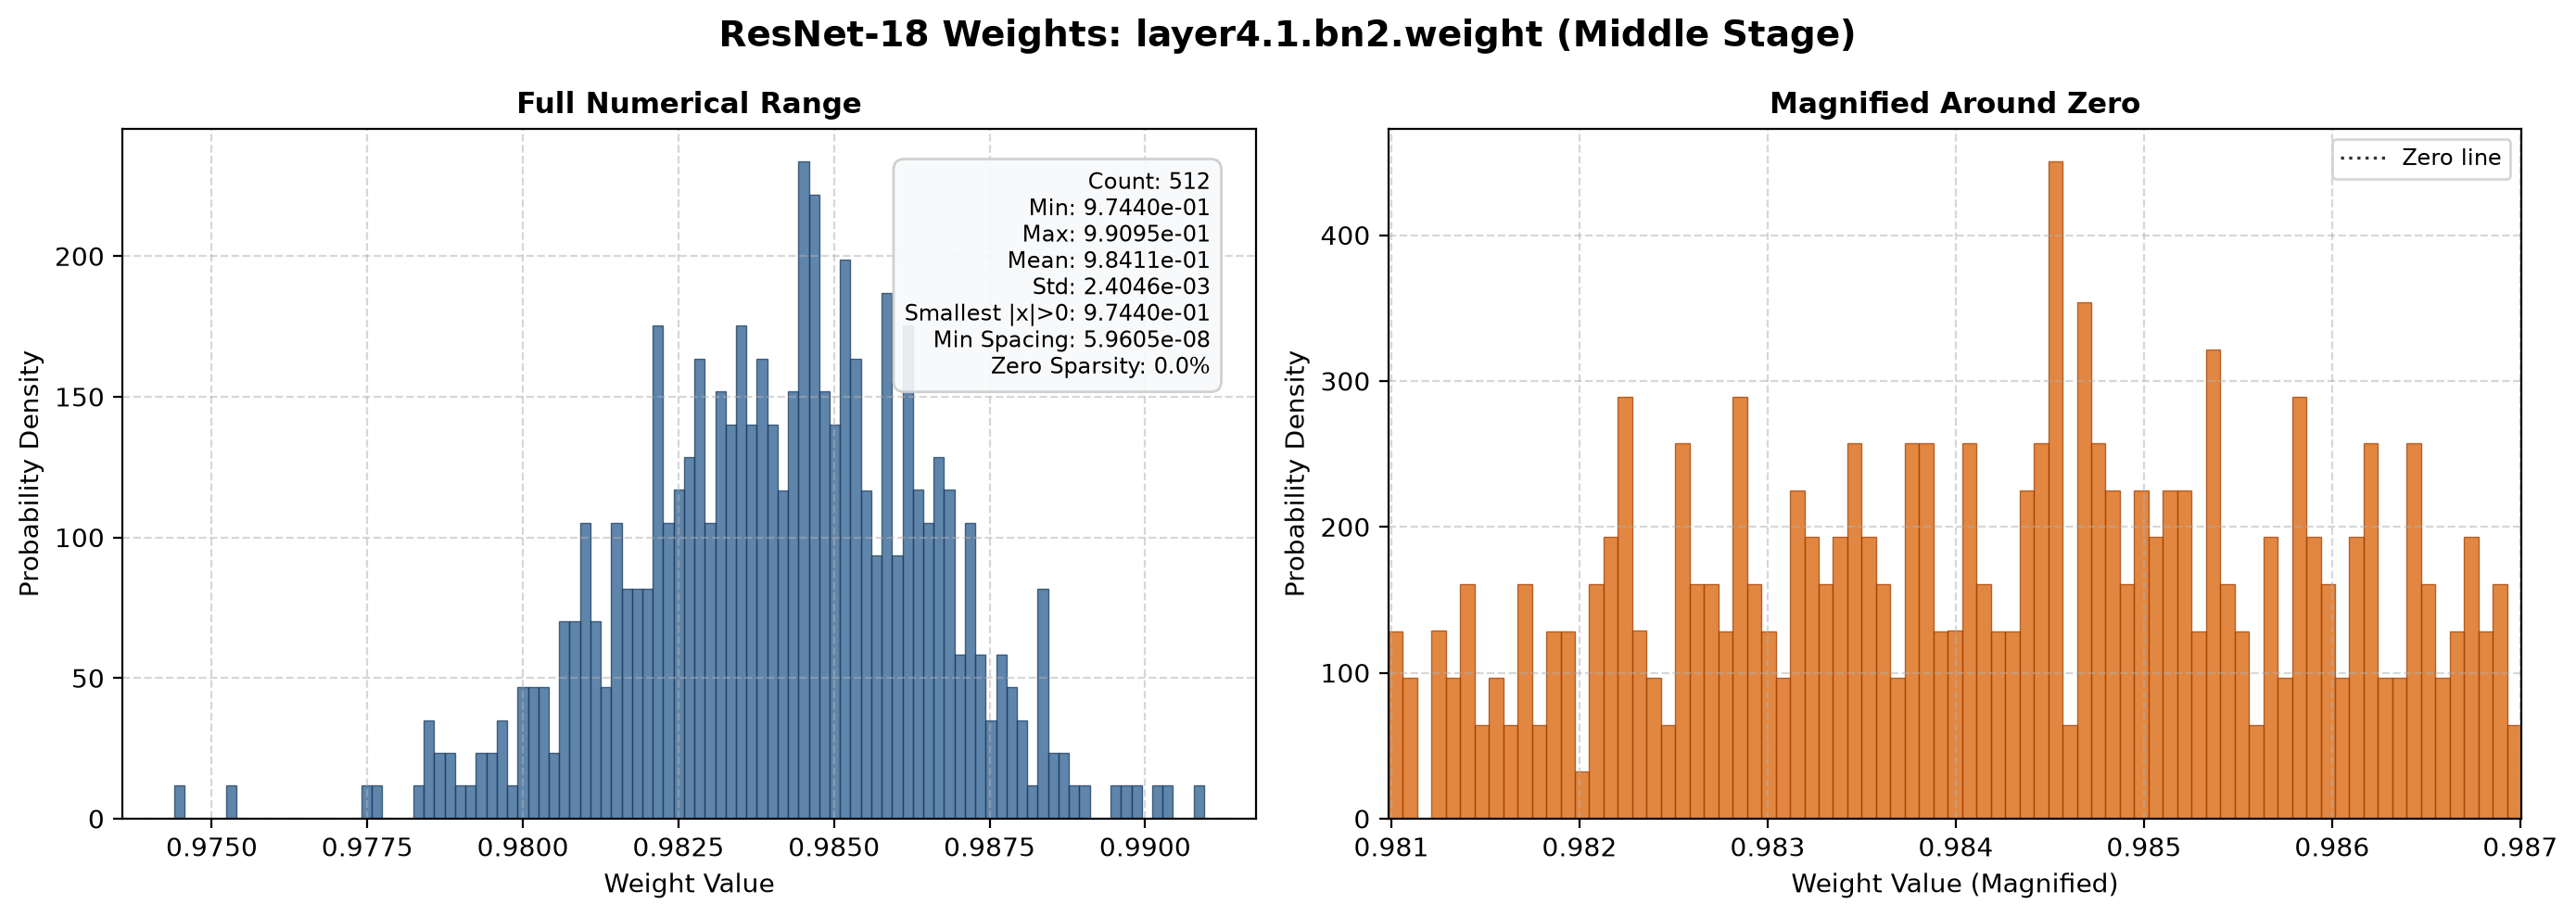 ResNet-18 Weights: layer4.1.bn2.weight (Middle Stage)
Full Numerical Range
Probability Density
200
150
100
50
0
0.9750
0.9775
0.9800
0.9825
0.9850
0.9875
0.9900
Weight Value
Count: 512
Min: 9.7440e-01
Max: 9.9095e-01
Mean: 9.8411e-01
Std: 2.4046e-03
Smallest |x|>0: 9.7440e-01
Min Spacing: 5.9605e-08
Zero Sparsity: 0.0%
Magnified Around Zero
Probability Density
400
300
200
100
0
0.981
0.982
0.983
0.984
0.985
0.986
0.987
Weight Value (Magnified)
Zero line